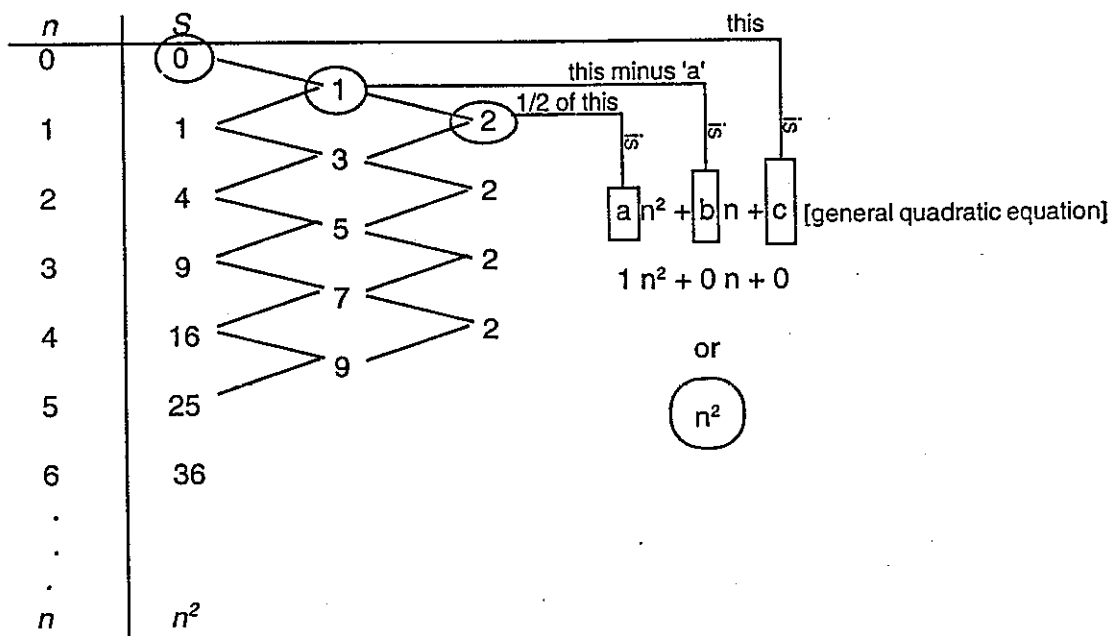 n S this
0 0
this minus 'a'
1
1/2 of this
1 1 2 is is is
3
2 4 2
a n² + b n + c [general quadratic equation]
5
3 9 2
1 n² + 0 n + 0
7
4 16 2
or
9
5 25
n²
6 36
.
.
.
n n²